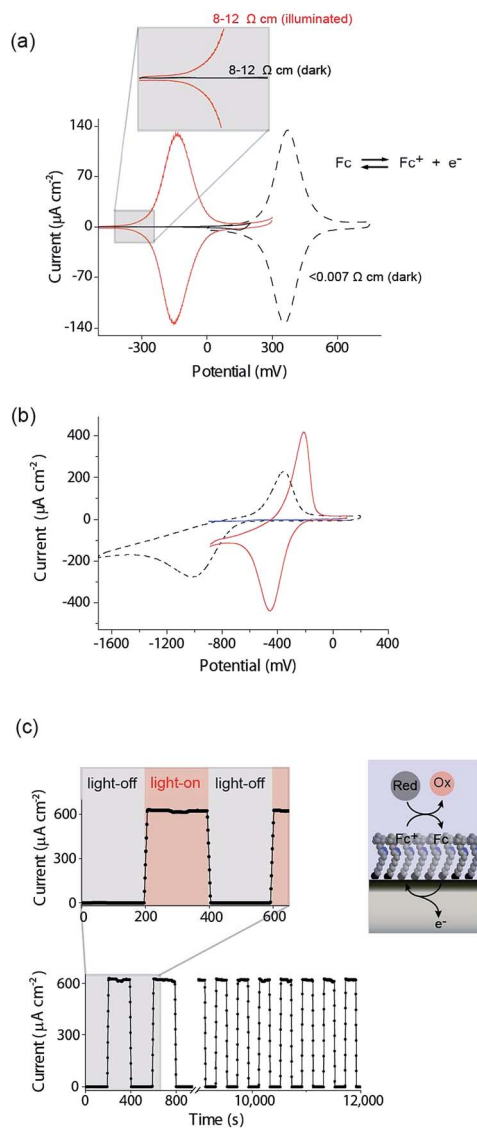 (a)
8-12 Ω cm (illuminated)
8-12 Ω cm (dark)
140
70
0
-70
-140
Current (µA cm⁻²)
Fc ⇌ Fc⁺ + e⁻
<0.007 Ω cm (dark)
-300 0 300 600
Potential (mV)
(b)
400
200
0
-200
-400
Current (µA cm⁻²)
-1600 -1200 -800 -400 0 400
Potential (mV)
(c)
light-off light-on light-off
600
300
0
Current (µA cm⁻²)
0 200 400 600
Red Ox
Fc⁺ Fc
e⁻
600
300
0
Current (µA cm⁻²)
0 400 800 10,000 12,000
Time (s)